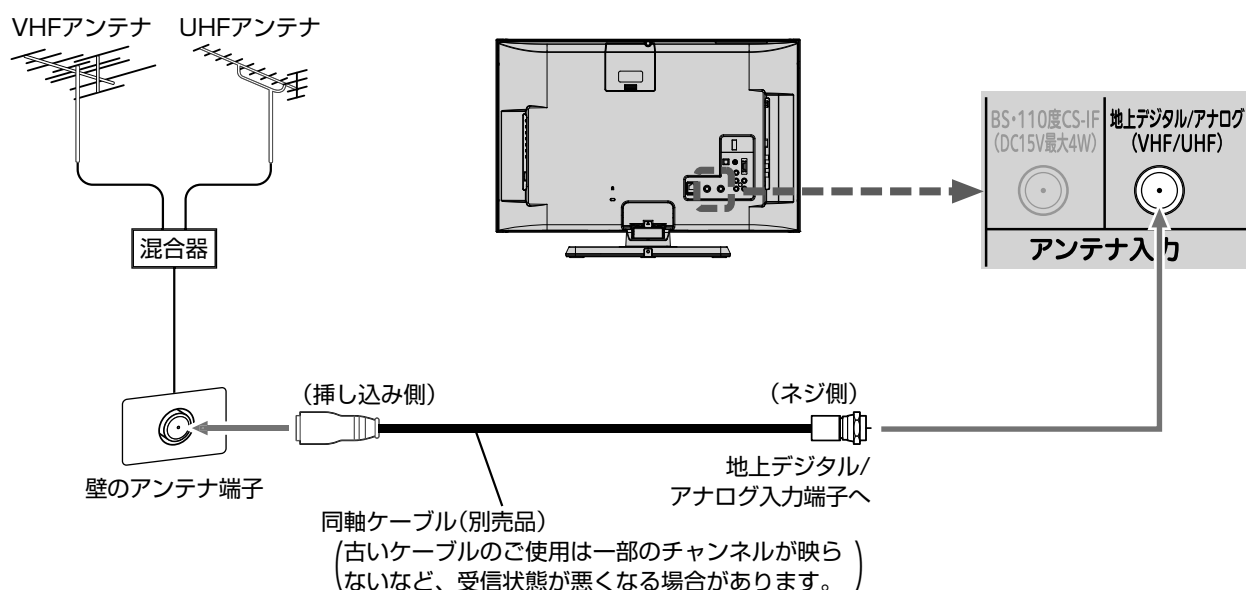 VHFアンテナ
UHFアンテナ
BS・110度CS-IF
(DC15V最大4W)
地上デジタル/アナログ
(VHF/UHF)
アンテナ入力
混合器
(挿し込み側)
(ネジ側)
壁のアンテナ端子
地上デジタル/
アナログ入力端子へ
同軸ケーブル(別売品)
(古いケーブルのご使用は一部のチャンネルが映ら
ないなど、受信状態が悪くなる場合があります。)